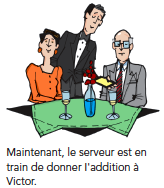 Maintenant, le serveur est en
train de donner l'addition à
Victor.